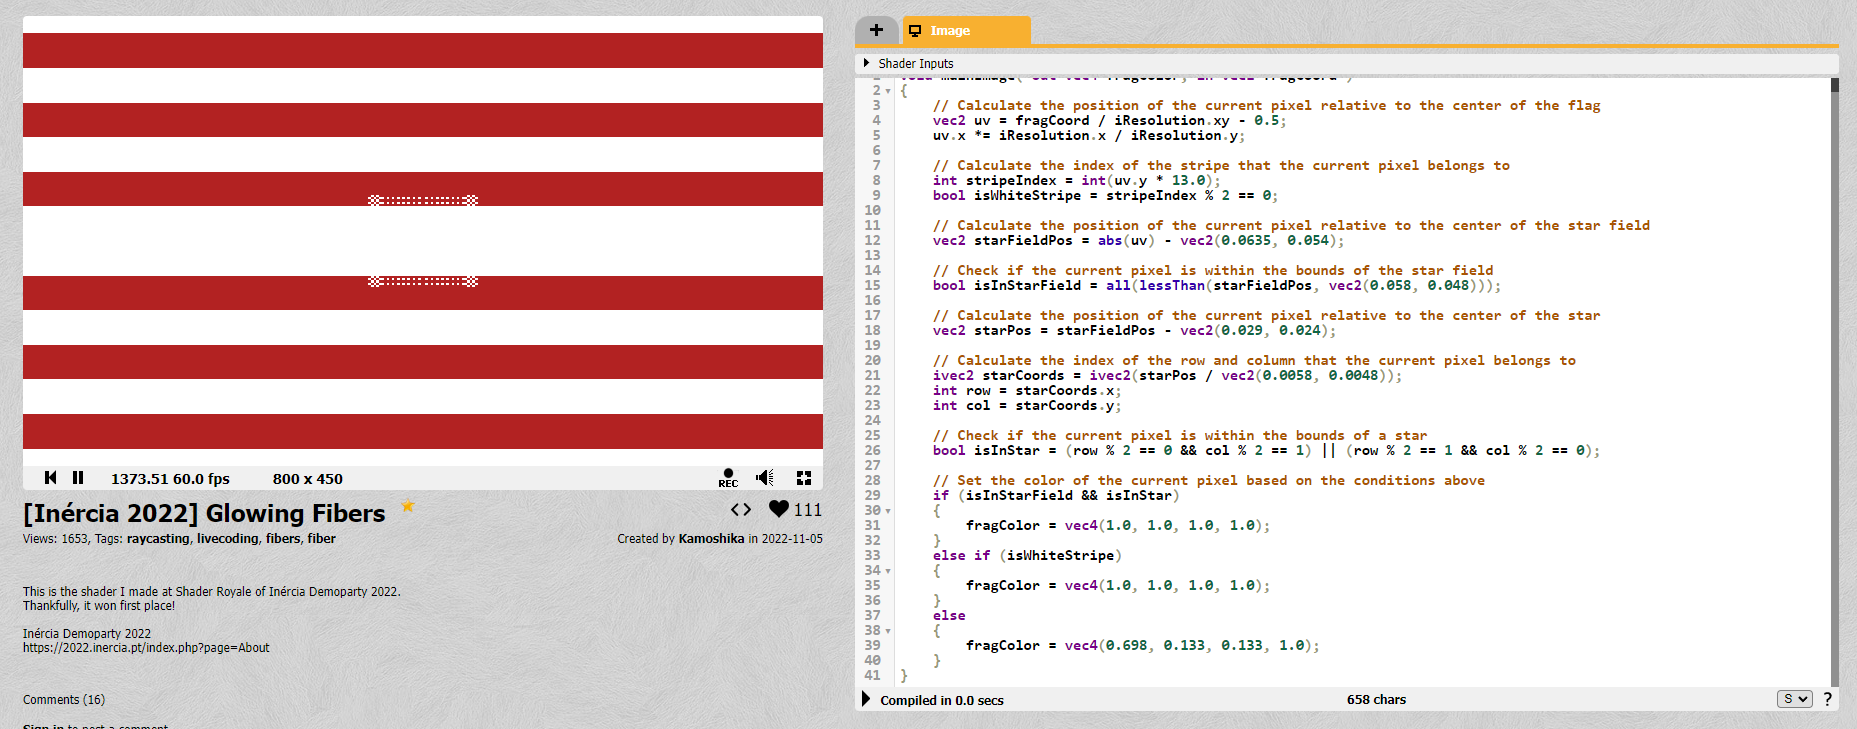 1373.51 60.0 fps 800 x 450
REC
[Inércia 2022] Glowing Fibers
111
Views: 1653, Tags: raycasting, livecoding, fibers, fiber
Created by Kamoshika in 2022-11-05
This is the shader I made at Shader Royale of Inércia Demoparty 2022.
Thankfully, it won first place!
Inércia Demoparty 2022
https://2022.inercia.pt/index.php?page=About
Comments (16)
Sign in to post a comment
+ Image
Shader Inputs
void mainImage( out vec4 fragColor, in vec2 fragCoord )
2 {
3 // Calculate the position of the current pixel relative to the center of the flag
4 vec2 uv = fragCoord / iResolution.xy - 0.5;
5 uv.x *= iResolution.x / iResolution.y;
6
7 // Calculate the index of the stripe that the current pixel belongs to
8 int stripeIndex = int(uv.y * 13.0);
9 bool isWhiteStripe = stripeIndex % 2 == 0;
10
11 // Calculate the position of the current pixel relative to the center of the star field
12 vec2 starFieldPos = abs(uv) - vec2(0.0635, 0.054);
13
14 // Check if the current pixel is within the bounds of the star field
15 bool isInStarField = all(lessThan(starFieldPos, vec2(0.058, 0.048)));
16
17 // Calculate the position of the current pixel relative to the center of the star
18 vec2 starPos = starFieldPos - vec2(0.029, 0.024);
19
20 // Calculate the index of the row and column that the current pixel belongs to
21 ivec2 starCoords = ivec2(starPos / vec2(0.0058, 0.0048));
22 int row = starCoords.x;
23 int col = starCoords.y;
24
25 // Check if the current pixel is within the bounds of a star
26 bool isInStar = (row % 2 == 0 && col % 2 == 1) || (row % 2 == 1 && col % 2 == 0);
27
28 // Set the color of the current pixel based on the conditions above
29 if (isInStarField && isInStar)
30 {
31 fragColor = vec4(1.0, 1.0, 1.0, 1.0);
32 }
33 else if (isWhiteStripe)
34 {
35 fragColor = vec4(1.0, 1.0, 1.0, 1.0);
36 }
37 else
38 {
39 fragColor = vec4(0.698, 0.133, 0.133, 1.0);
40 }
41 }
Compiled in 0.0 secs
658 chars
S
?